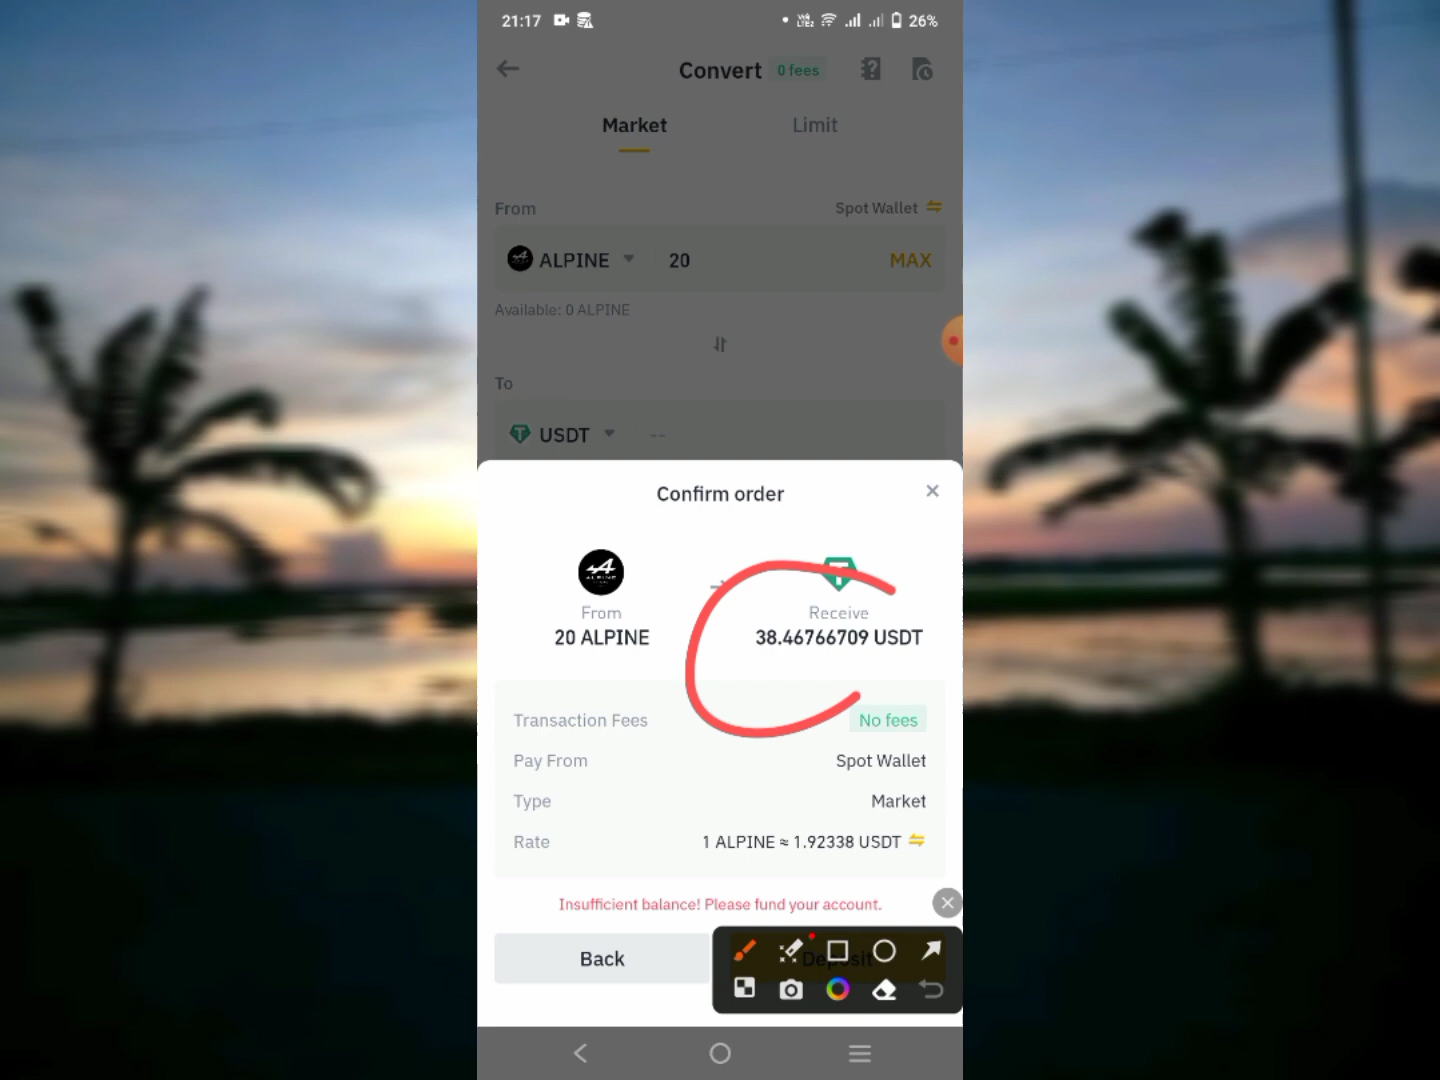 21:17
26%
Convert
0 fees
Market
Limit
From
Spot Wallet
ALPINE
20
MAX
Available: 0 ALPINE
To
USDT
--
Confirm order
From
Receive
20 ALPINE
38.46766709 USDT
Transaction Fees
No fees
Pay From
Spot Wallet
Type
Market
Rate
1 ALPINE ≈ 1.92338 USDT
Insufficient balance! Please fund your account.
Back
Deposit